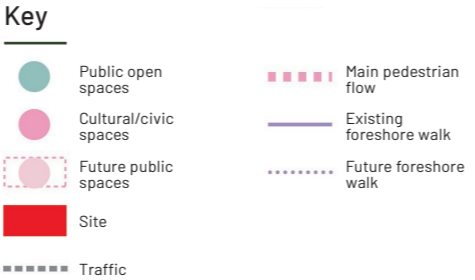 Key
Public open
spaces
Cultural/civic
spaces
Future public
spaces
Site
Traffic
Main pedestrian
flow
Existing
foreshore walk
Future foreshore
walk